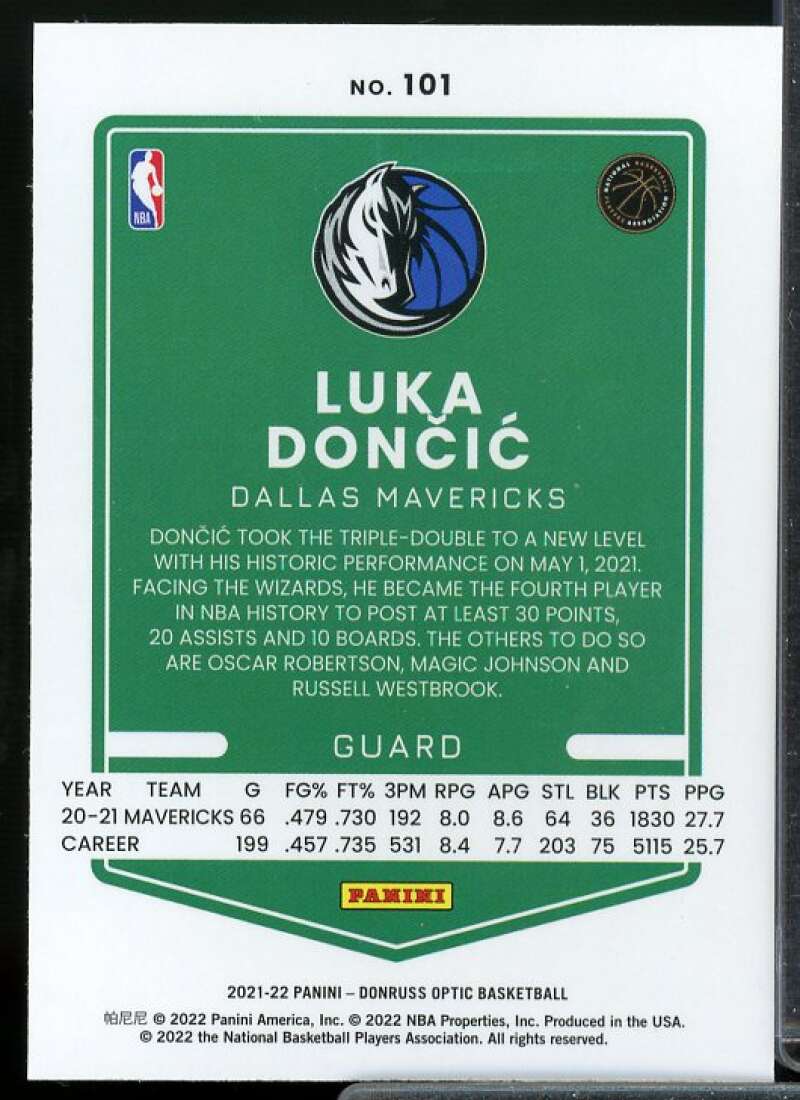 NO. 101
NBA
NATIONAL BASKETBALL PLAYERS ASSOCIATION
LUKA
DONČIĆ
DALLAS MAVERICKS
DONČIĆ TOOK THE TRIPLE-DOUBLE TO A NEW LEVEL
WITH HIS HISTORIC PERFORMANCE ON MAY 1, 2021.
FACING THE WIZARDS, HE BECAME THE FOURTH PLAYER
IN NBA HISTORY TO POST AT LEAST 30 POINTS,
20 ASSISTS AND 10 BOARDS. THE OTHERS TO DO SO
ARE OSCAR ROBERTSON, MAGIC JOHNSON AND
RUSSELL WESTBROOK.
GUARD
YEAR TEAM G FG% FT% 3PM RPG APG STL BLK PTS PPG
20-21 MAVERICKS 66 .479 .730 192 8.0 8.6 64 36 1830 27.7
CAREER 199 .457 .735 531 8.4 7.7 203 75 5115 25.7
PANINI
2021-22 PANINI – DONRUSS OPTIC BASKETBALL
帕尼尼 © 2022 Panini America, Inc. © 2022 NBA Properties, Inc. Produced in the USA.
© 2022 the National Basketball Players Association. All rights reserved.